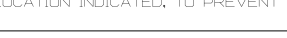 LOCATION INDICATED, TO PREVENT